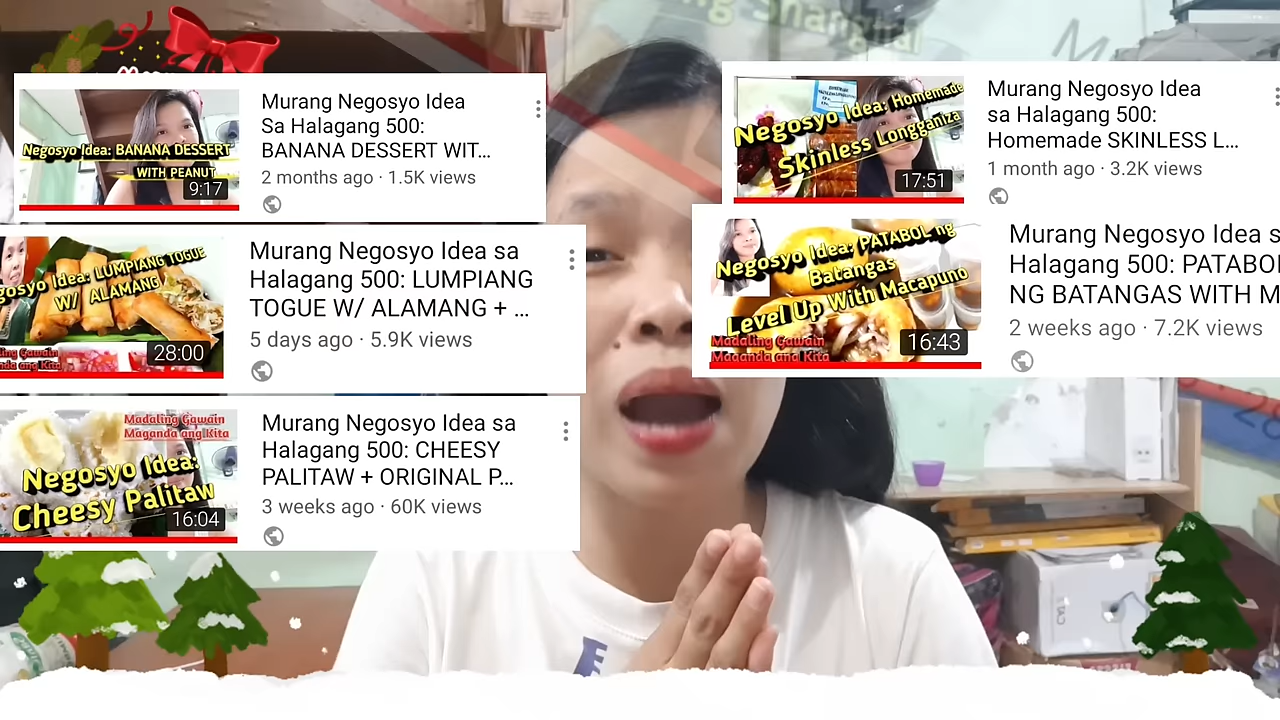 ng Shanghai
Negosyo Idea: BANANA DESSERT
WITH PEANUT
9:17
Murang Negosyo Idea
Sa Halagang 500:
BANANA DESSERT WIT...
2 months ago · 1.5K views
Negosyo Idea: Homemade
Skinless Longganiza
17:51
Murang Negosyo Idea
sa Halagang 500:
Homemade SKINLESS L...
1 month ago · 3.2K views
gosyo Idea: LUMPIANG TOGUE
W/ ALAMANG
28:00
Murang Negosyo Idea sa
Halagang 500: LUMPIANG
TOGUE W/ ALAMANG + ...
5 days ago · 5.9K views
Negosyo Idea: PATABOL ng
Batangas
Level Up With Macapuno
Madaling Gawain
Maganda ang Kita
16:43
Murang Negosyo Idea s
Halagang 500: PATABO
NG BATANGAS WITH M
2 weeks ago · 7.2K views
Madaling Gawain
Maganda ang Kita
Negosyo Idea:
Cheesy Palitaw
16:04
Murang Negosyo Idea sa
Halagang 500: CHEESY
PALITAW + ORIGINAL P...
3 weeks ago · 60K views